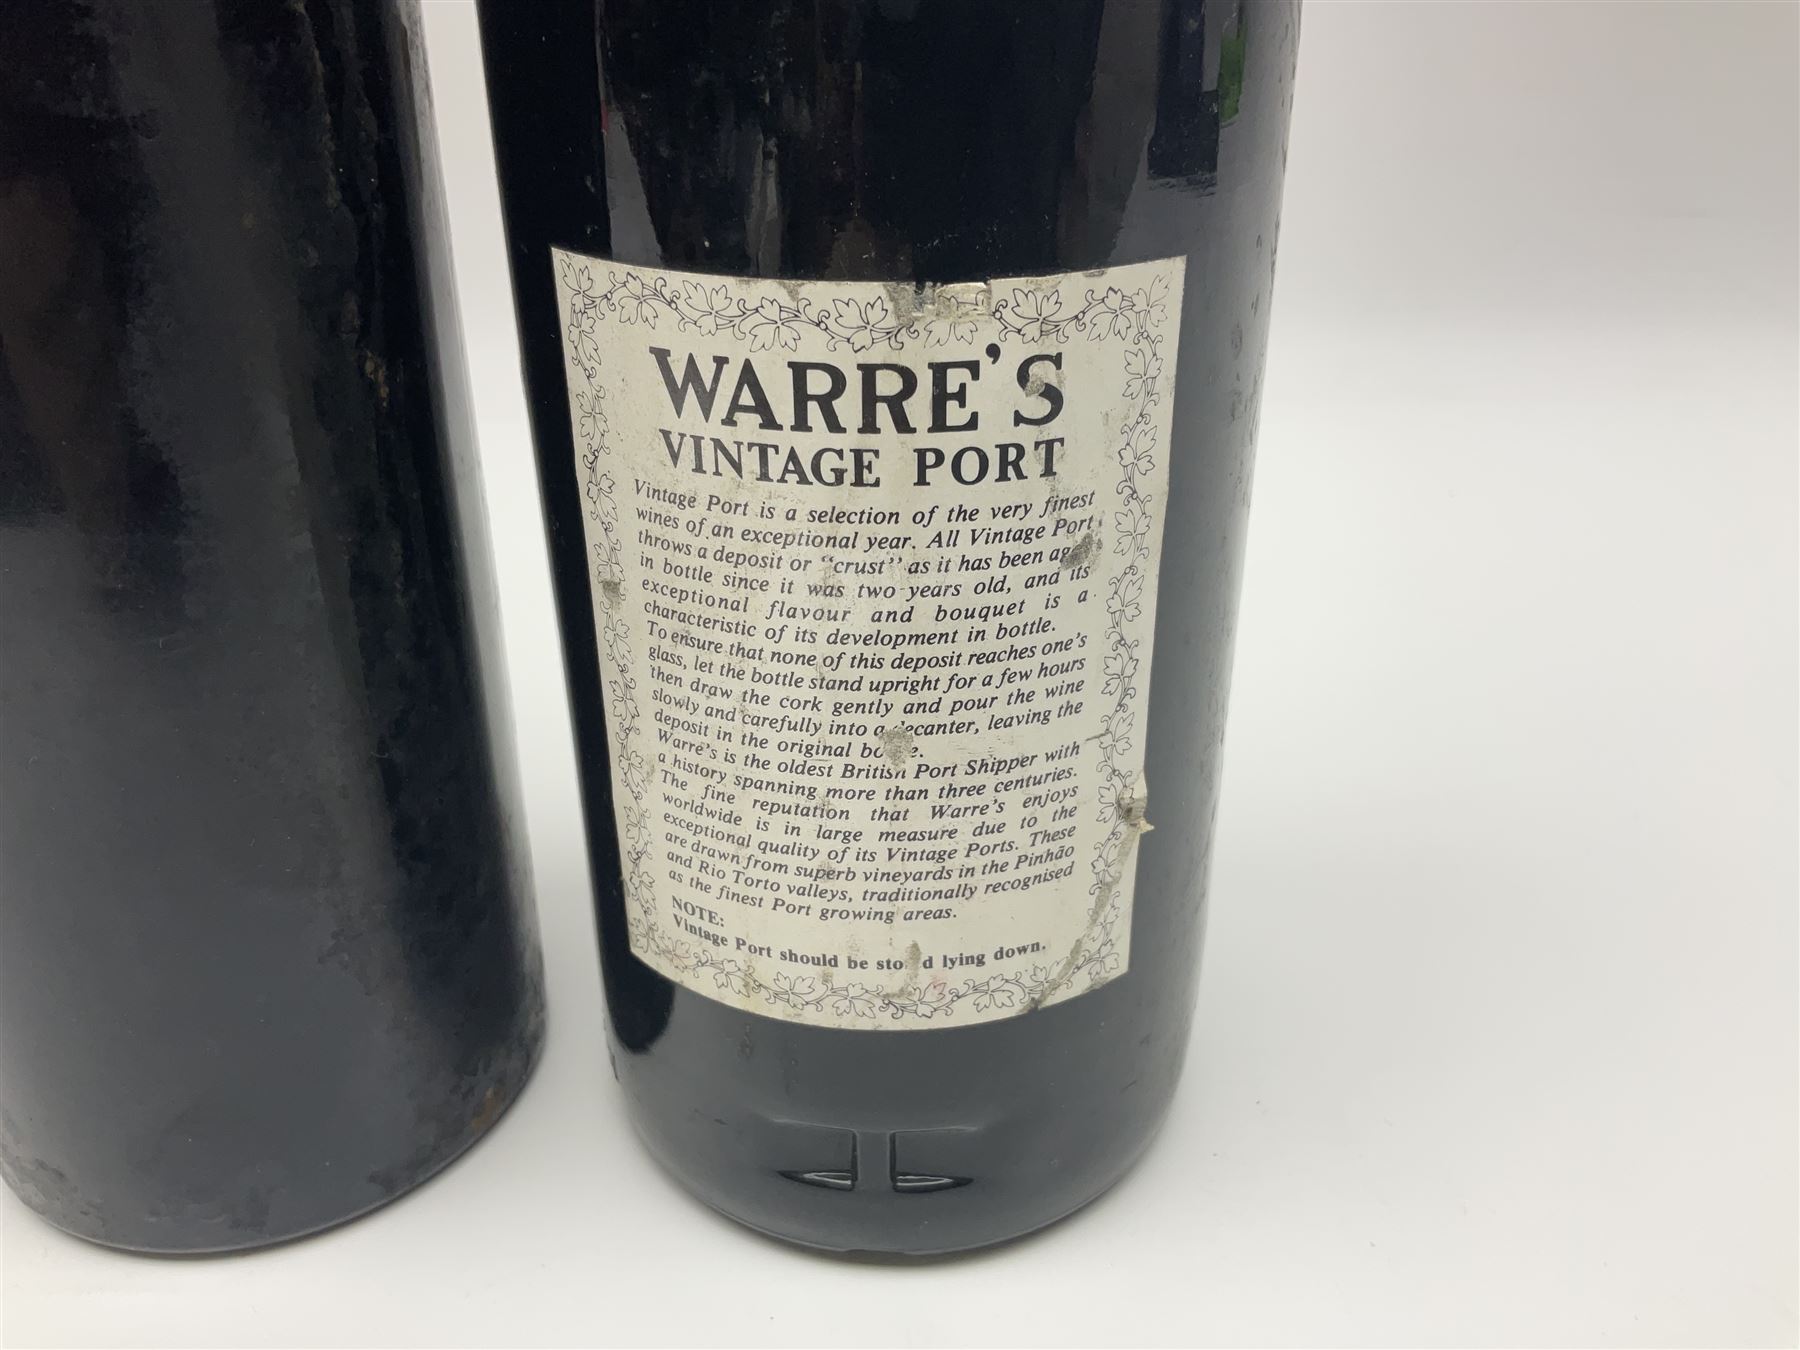 WARRE'S
VINTAGE PORT
Vintage Port is a selection of the very finest
wines of an exceptional year. All Vintage Port
throws a deposit or "crust" as it has been
in bottle since it was two years old, and its
exceptional flavour and bouquet is a
characteristic of its development in bottle.
To ensure that none of this deposit reaches one's
glass, let the bottle stand upright for a few hours
then draw the cork gently and pour the wine
slowly and carefully into a decanter, leaving the
deposit in the original
Warre's is the oldest British Port Shipper with
a history spanning more than three centuries.
The fine reputation that Warre's enjoys
worldwide is in large measure due to the
exceptional quality of its Vintage Ports. These
are drawn from superb vineyards in the Pinhão
and Rio Torto valleys, traditionally recognised
as the finest Port growing areas.
NOTE:
Vintage Port should be lying down.